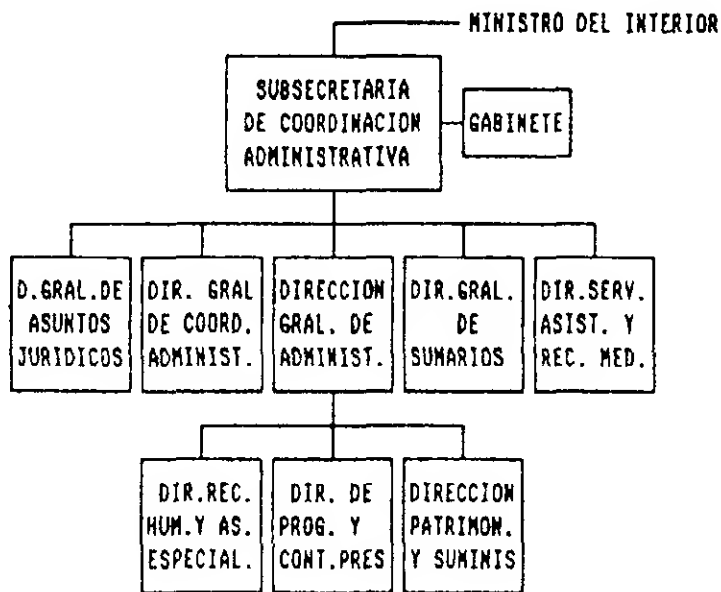 MINISTRO DEL INTERIOR
SUBSECRETARIA
DE COORDINACION
ADMINISTRATIVA
GABINETE
D.GRAL.DE
ASUNTOS
JURIDICOS
DIR. GRAL
DE COORD.
ADMINIST.
DIRECCION
GRAL. DE
ADMINIST.
DIR.GRAL.
DE
SUMARIOS
DIR.SERV.
ASIST. Y
REC. MED.
DIR.REC.
HUM.Y AS.
ESPECIAL.
DIR. DE
PROG. Y
CONT.PRES
DIRECCION
PATRIMON.
Y SUMINIS